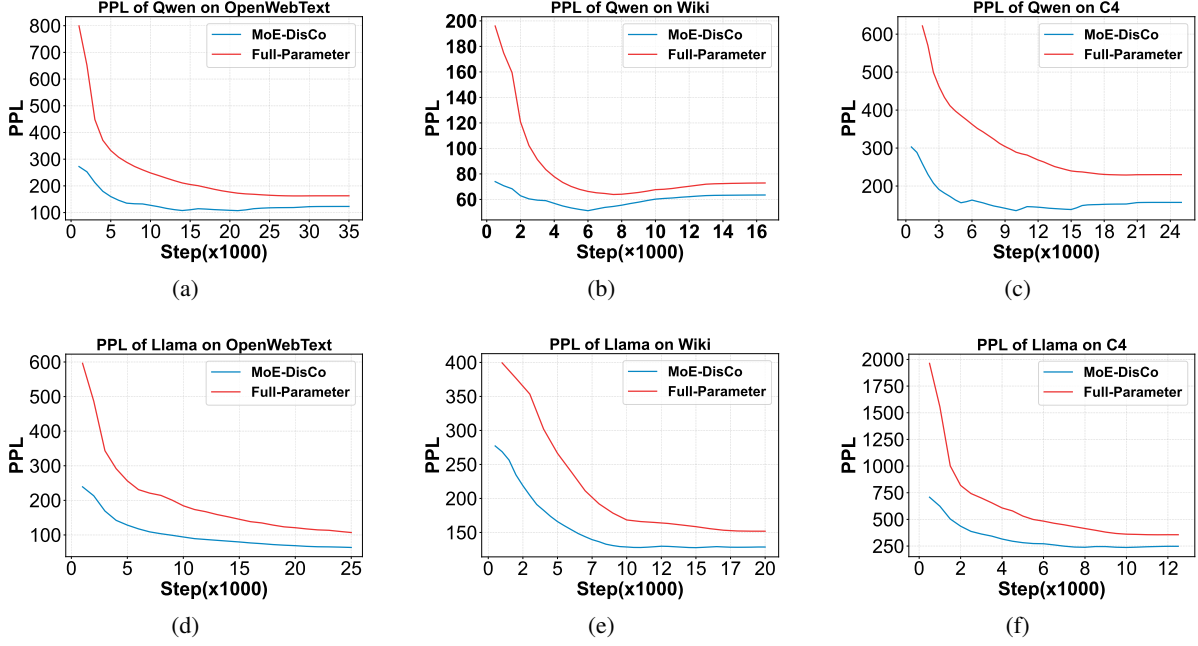 PPL of Qwen on OpenWebText
PPL
800
700
600
500
400
300
200
100
MoE-DisCo
Full-Parameter
0 5 10 15 20 25 30 35
Step(x1000)
(a)
PPL of Qwen on Wiki
PPL
200
180
160
140
120
100
80
60
MoE-DisCo
Full-Parameter
0 2 4 6 8 10 12 14 16
Step(×1000)
(b)
PPL of Qwen on C4
PPL
600
500
400
300
200
MoE-DisCo
Full-Parameter
0 3 6 9 12 15 18 21 24
Step(x1000)
(c)
PPL of Llama on OpenWebText
PPL
600
500
400
300
200
100
MoE-DisCo
Full-Parameter
0 5 10 15 20 25
Step(x1000)
(d)
PPL of Llama on Wiki
PPL
400
350
300
250
200
150
MoE-DisCo
Full-Parameter
0 2 5 7 10 12 15 17 20
Step(x1000)
(e)
PPL of Llama on C4
PPL
2000
1750
1500
1250
1000
750
500
250
MoE-DisCo
Full-Parameter
0 2 4 6 8 10 12
Step(x1000)
(f)